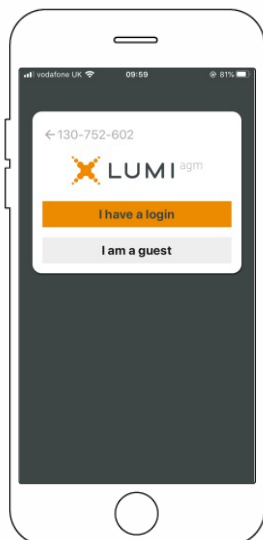 vodafone UK 09:59 81%
←130-752-602
LUMI agm
I have a login
I am a guest